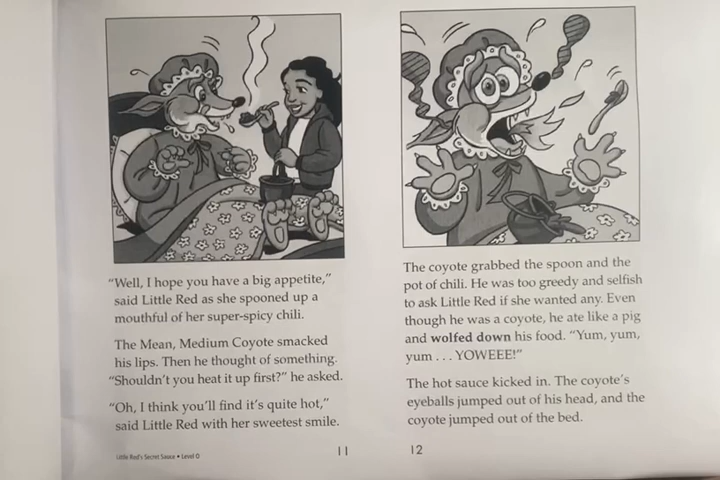 “Well, I hope you have a big appetite,”
said Little Red as she spooned up a
mouthful of her super-spicy chili.
The Mean, Medium Coyote smacked
his lips. Then he thought of something.
“Shouldn’t you heat it up first?” he asked.
“Oh, I think you’ll find it’s quite hot,”
said Little Red with her sweetest smile.
Little Red’s Secret Sauce • Level O
11
The coyote grabbed the spoon and the
pot of chili. He was too greedy and selfish
to ask Little Red if she wanted any. Even
though he was a coyote, he ate like a pig
and wolfed down his food. “Yum, yum,
yum . . . YOWEEE!”
The hot sauce kicked in. The coyote’s
eyeballs jumped out of his head, and the
coyote jumped out of the bed.
12